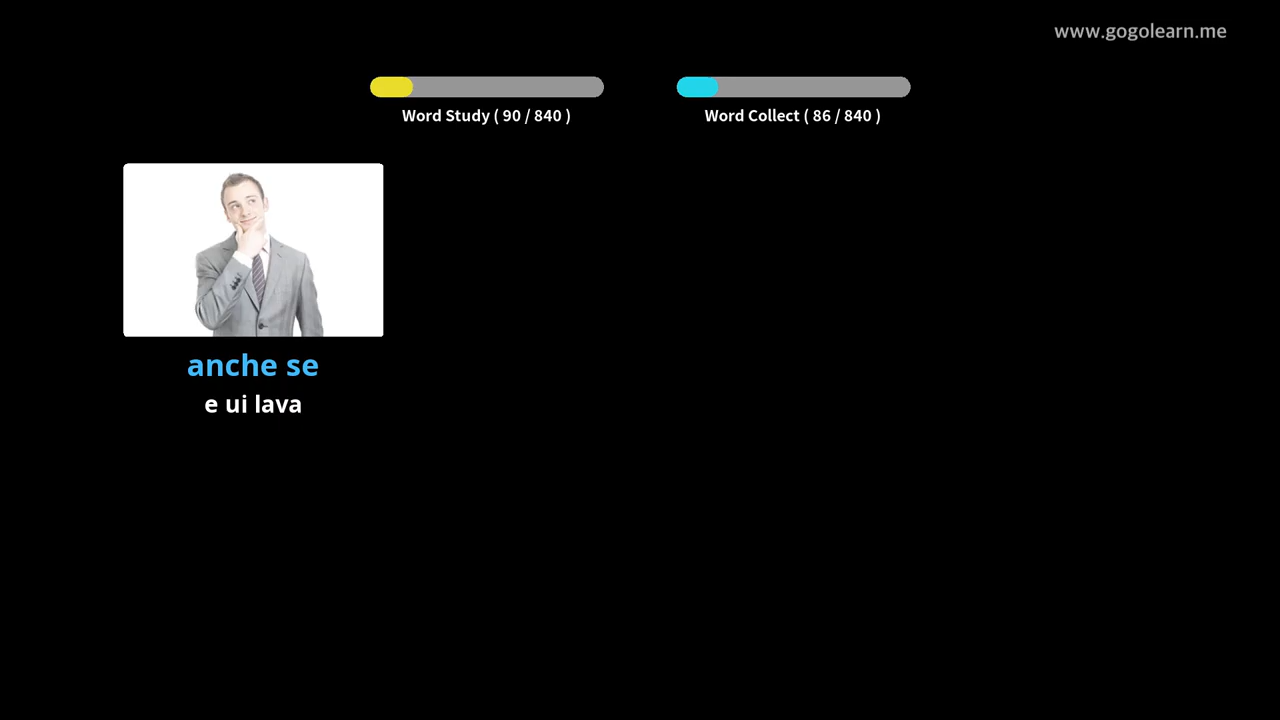 www.gogolearn.me
Word Study ( 90 / 840 )
Word Collect ( 86 / 840 )
anche se
e ui lava